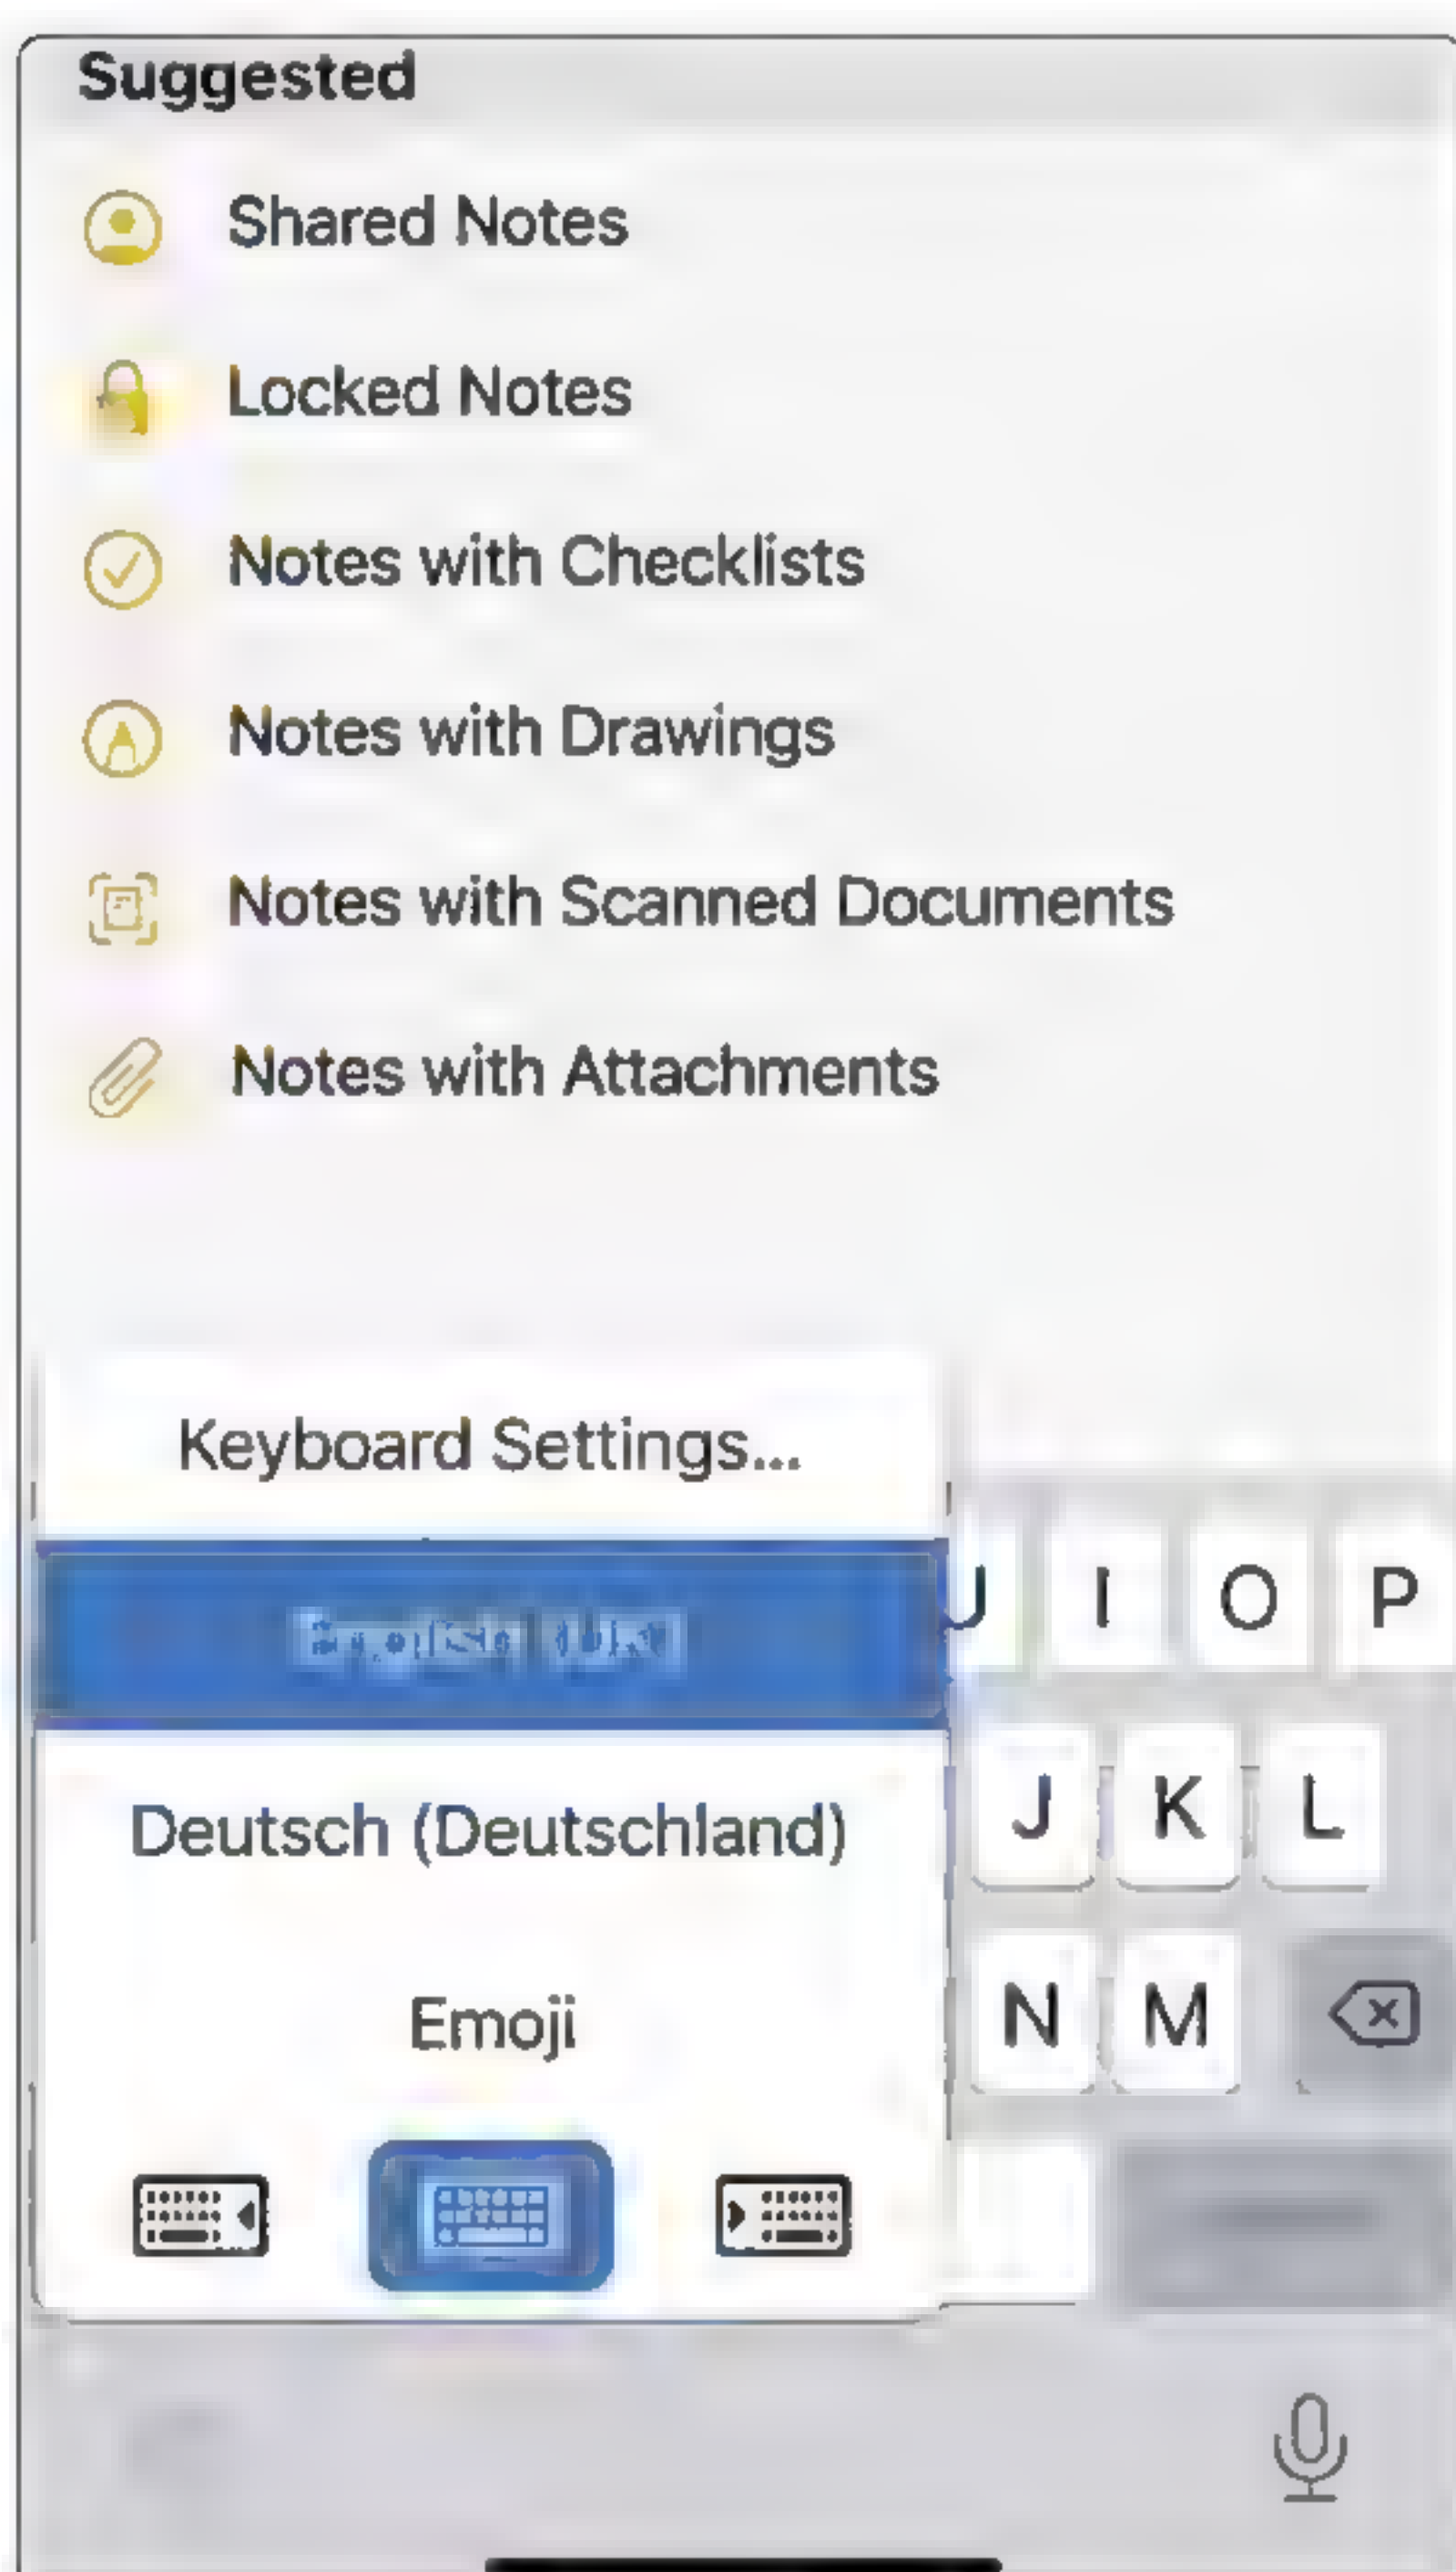 Suggested
Shared Notes
Locked Notes
Notes with Checklists
Notes with Drawings
Notes with Scanned Documents
Notes with Attachments
Keyboard Settings...
U I O P
Deutsch (Deutschland)
J K L
Emoji
N M